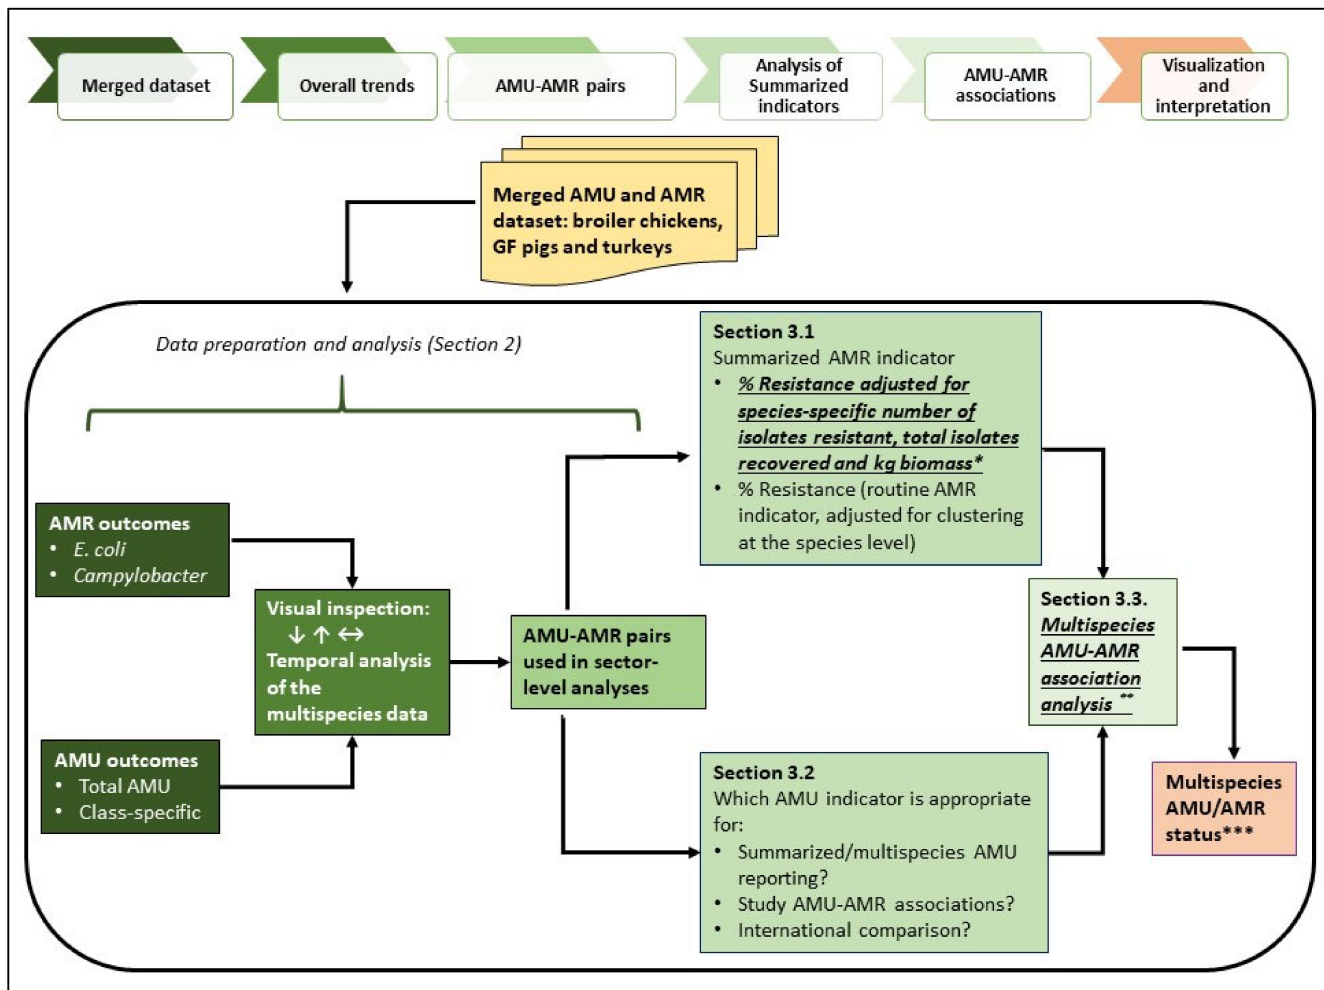 Merged dataset
Overall trends
AMU-AMR pairs
Analysis of
Summarized
indicators
AMU-AMR
associations
Visualization
and
interpretation
Merged AMU and AMR
dataset: broiler chickens,
GF pigs and turkeys
Data preparation and analysis (Section 2)
AMR outcomes
• E. coli
• Campylobacter
AMU outcomes
• Total AMU
• Class-specific
Visual inspection:
↓ ↑ ↔
Temporal analysis
of the
multispecies data
AMU-AMR pairs
used in sector-
level analyses
Section 3.1
Summarized AMR indicator
• % Resistance adjusted for
species-specific number of
isolates resistant, total isolates
recovered and kg biomass*
• % Resistance (routine AMR
indicator, adjusted for clustering
at the species level)
Section 3.2
Which AMU indicator is appropriate
for:
• Summarized/multispecies AMU
reporting?
• Study AMU-AMR associations?
• International comparison?
Section 3.3.
Multispecies
AMU-AMR
association
analysis **
Multispecies
AMU/AMR
status***